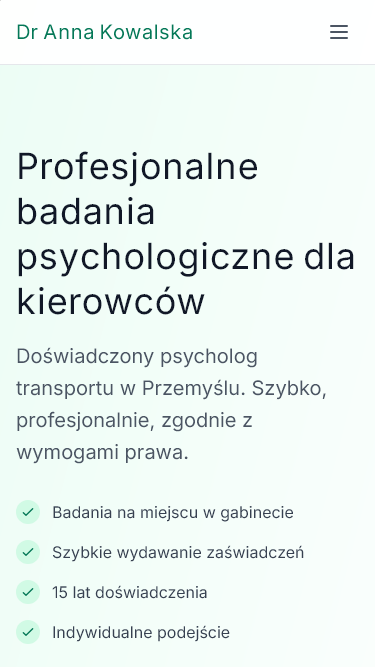 Dr Anna Kowalska
Profesjonalne
badania
psychologiczne dla
kierowców
Doświadczony psycholog
transportu w Przemyślu. Szybko,
profesjonalnie, zgodnie z
wymogami prawa.
Badania na miejscu w gabinecie
Szybkie wydawanie zaświadczeń
15 lat doświadczenia
Indywidualne podejście